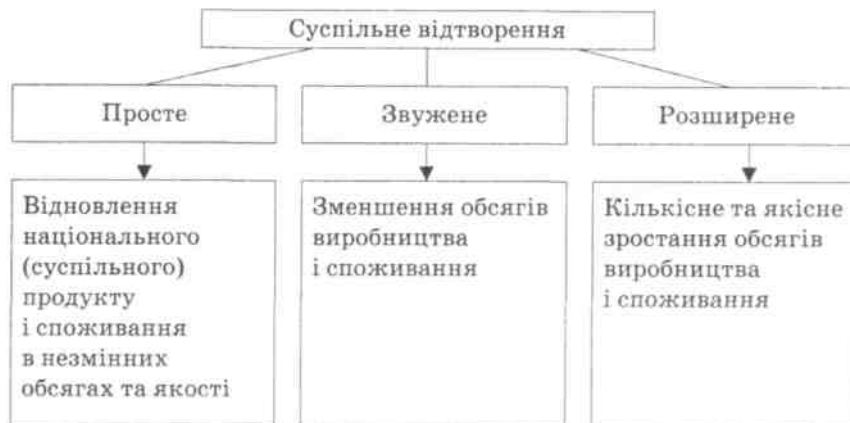 Суспільне відтворення
Просте
Звужене
Розширене
Відновлення
національного
(суспільного)
продукту
і споживання
в незмінних
обсягах та якості
Зменшення обсягів
виробництва
і споживання
Кількісне та якісне
зростання обсягів
виробництва
і споживання